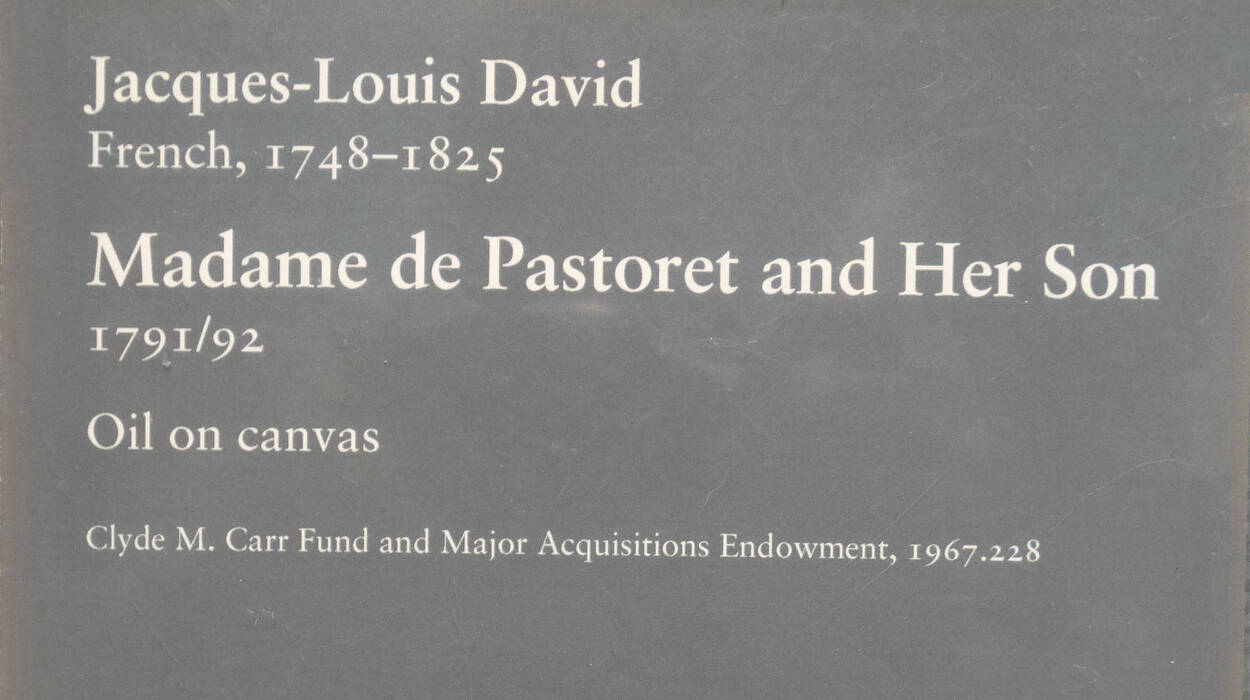 Jacques-Louis David
French, 1748–1825
Madame de Pastoret and Her Son
1791/92
Oil on canvas
Clyde M. Carr Fund and Major Acquisitions Endowment, 1967.228